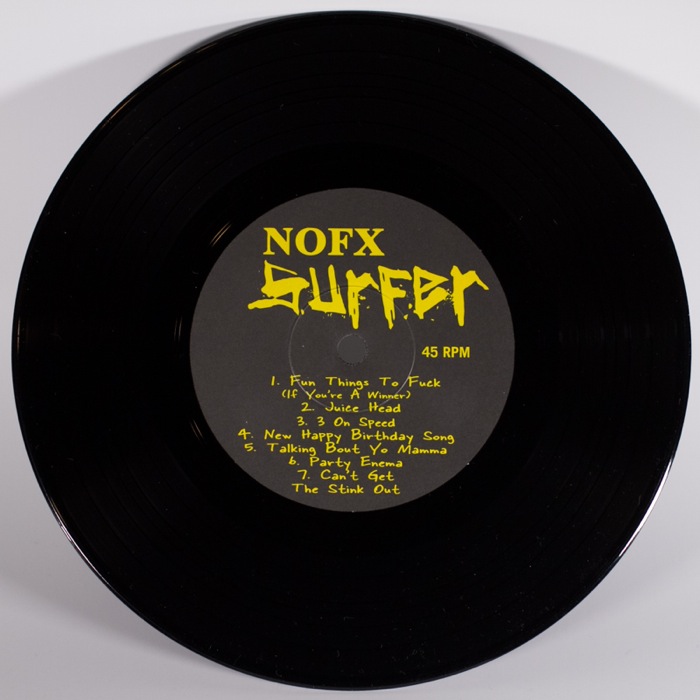 NOFX
Surfer
45 RPM
1. Fun Things To Fuck
(If You're A Winner)
2. Juice Head
3. 3 On Speed
4. New Happy Birthday Song
5. Talking Bout Yo Mamma
6. Party Enema
7. Can't Get
The Stink Out